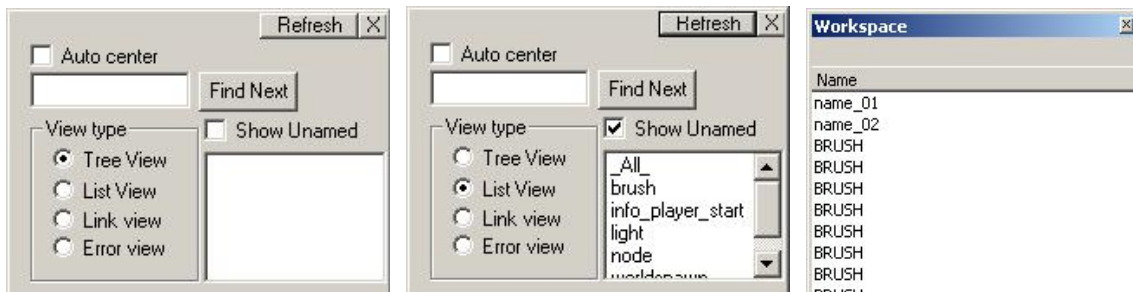 Refresh X
Auto center
Find Next
View type
Show Unamed
Tree View
List View
Link view
Error view
Refresh X
Auto center
Find Next
View type
Show Unamed
Tree View
List View
Link view
Error view
_All_
brush
info_player_start
light
node
worldspawn
Workspace
Name
name_01
name_02
BRUSH
BRUSH
BRUSH
BRUSH
BRUSH
BRUSH
BRUSH
BRUSH